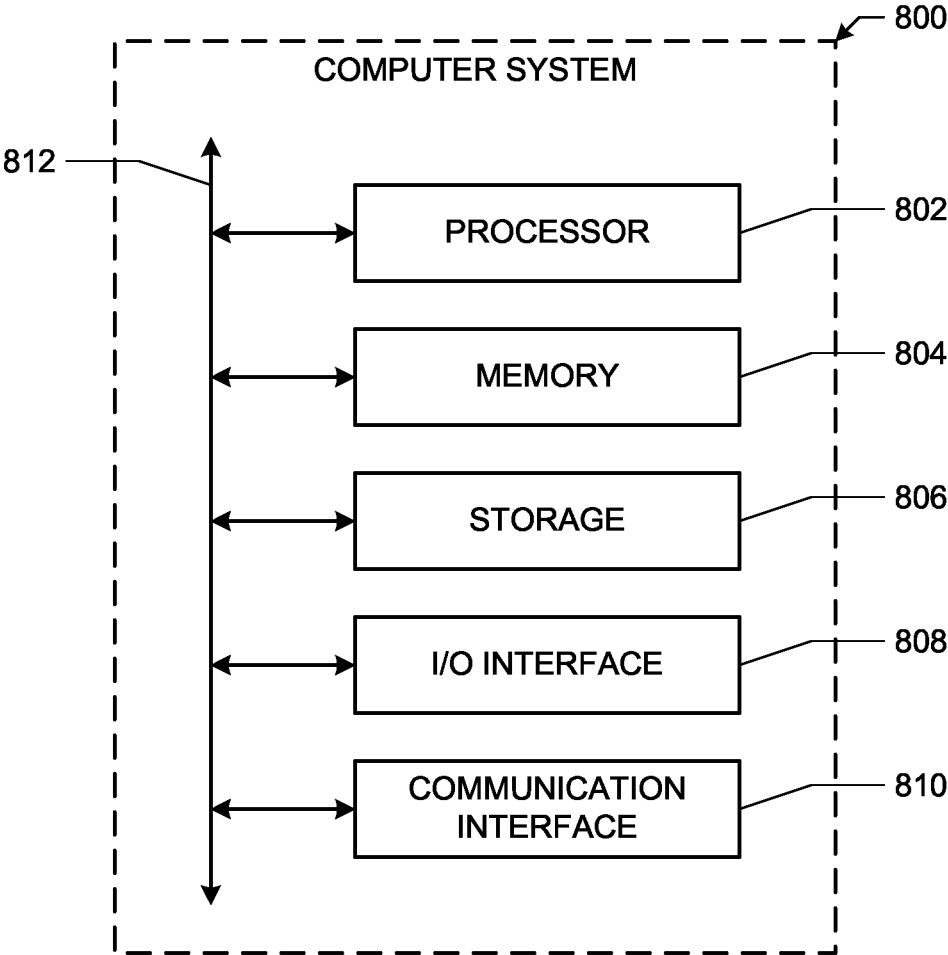 800
COMPUTER SYSTEM
812
PROCESSOR
802
MEMORY
804
STORAGE
806
I/O INTERFACE
808
COMMUNICATION
INTERFACE
810